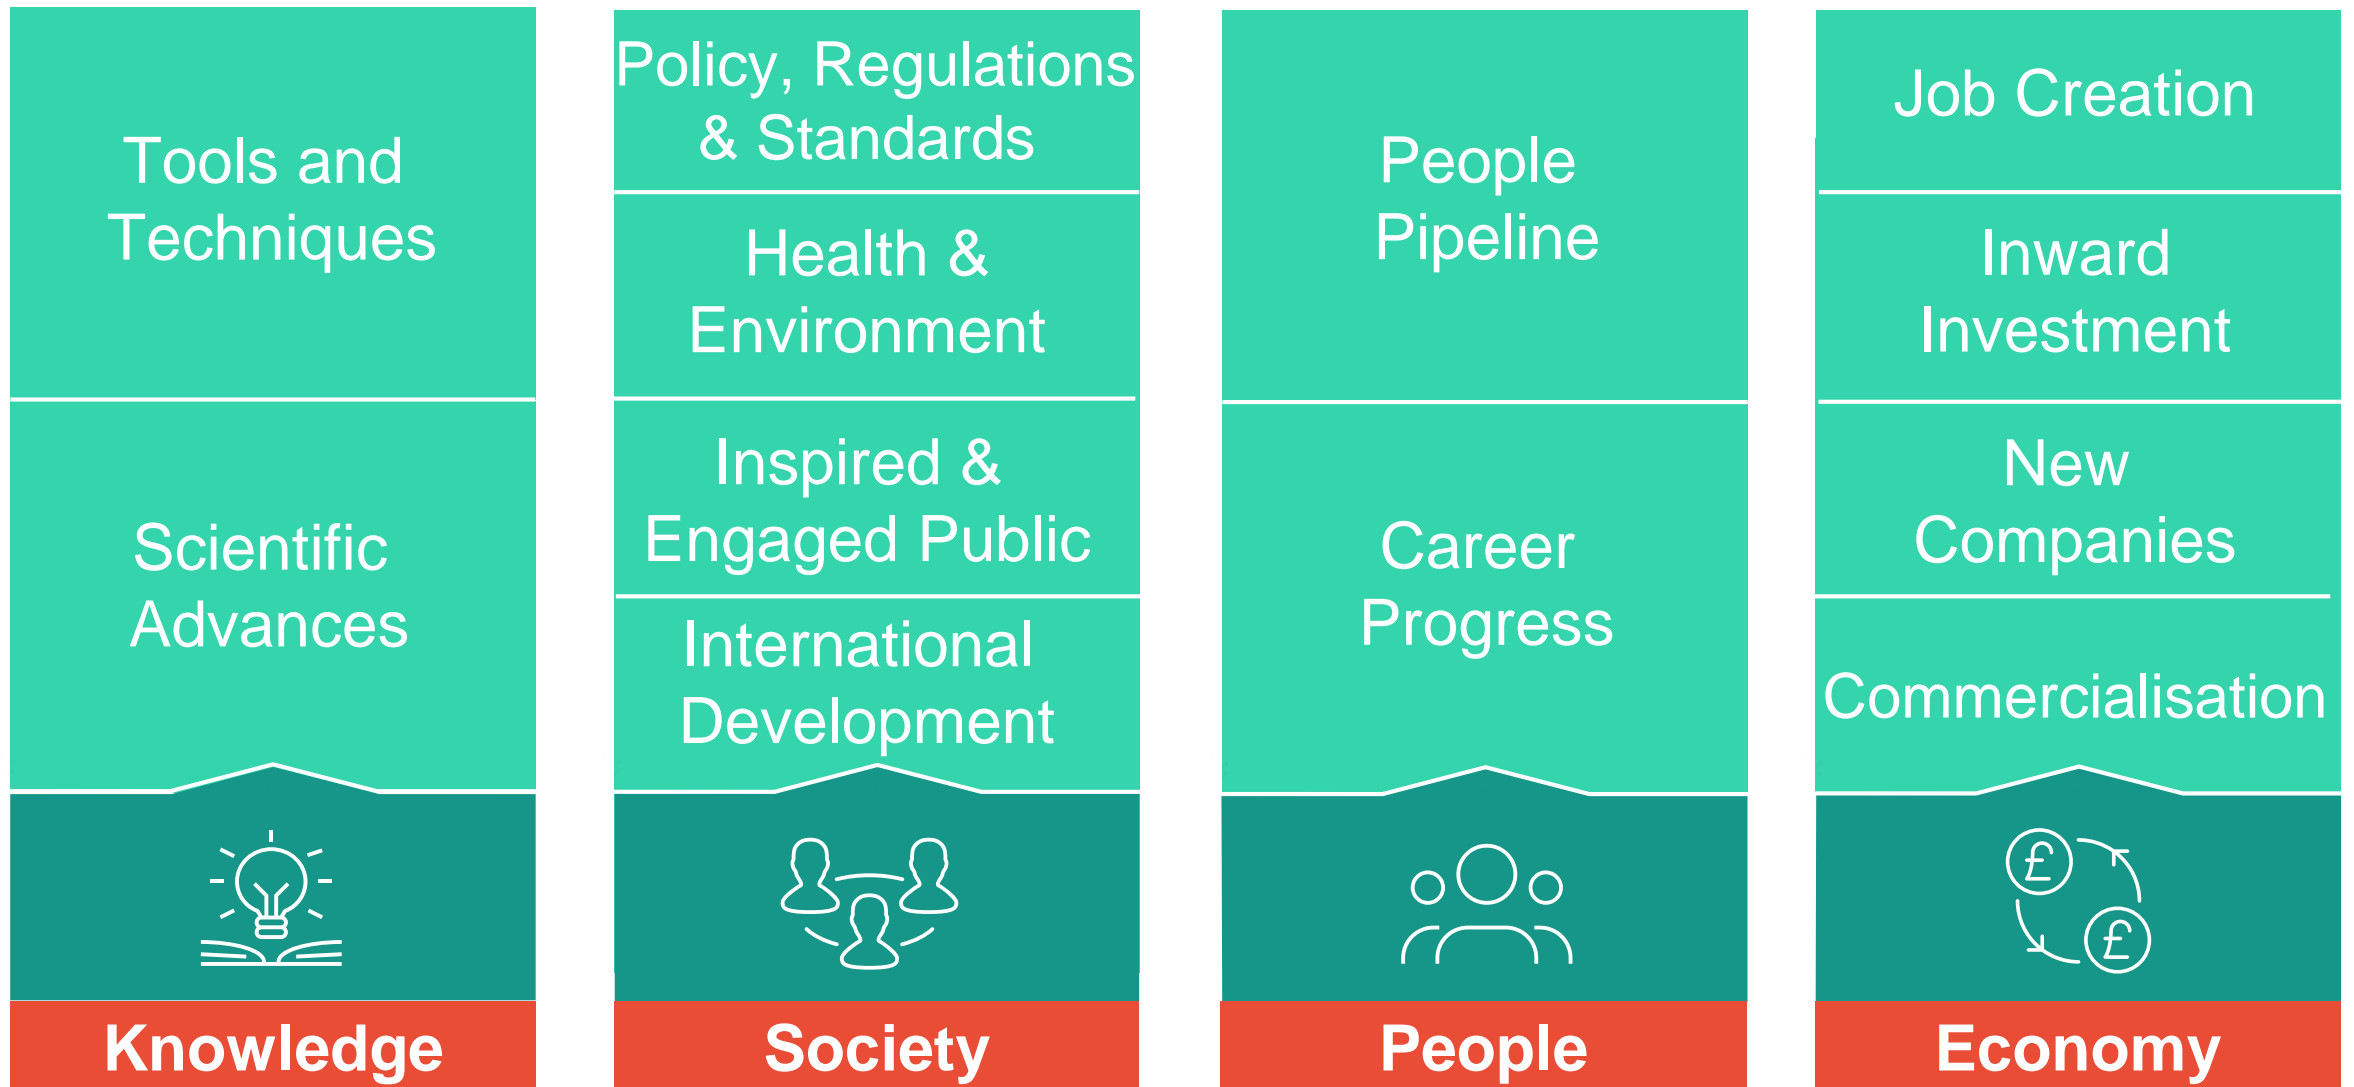 Tools and
Techniques
Scientific
Advances
Knowledge
Policy, Regulations
& Standards
Health &
Environment
Inspired &
Engaged Public
International
Development
Society
People
Pipeline
Career
Progress
People
Job Creation
Inward
Investment
New
Companies
Commercialisation
£
£
Economy